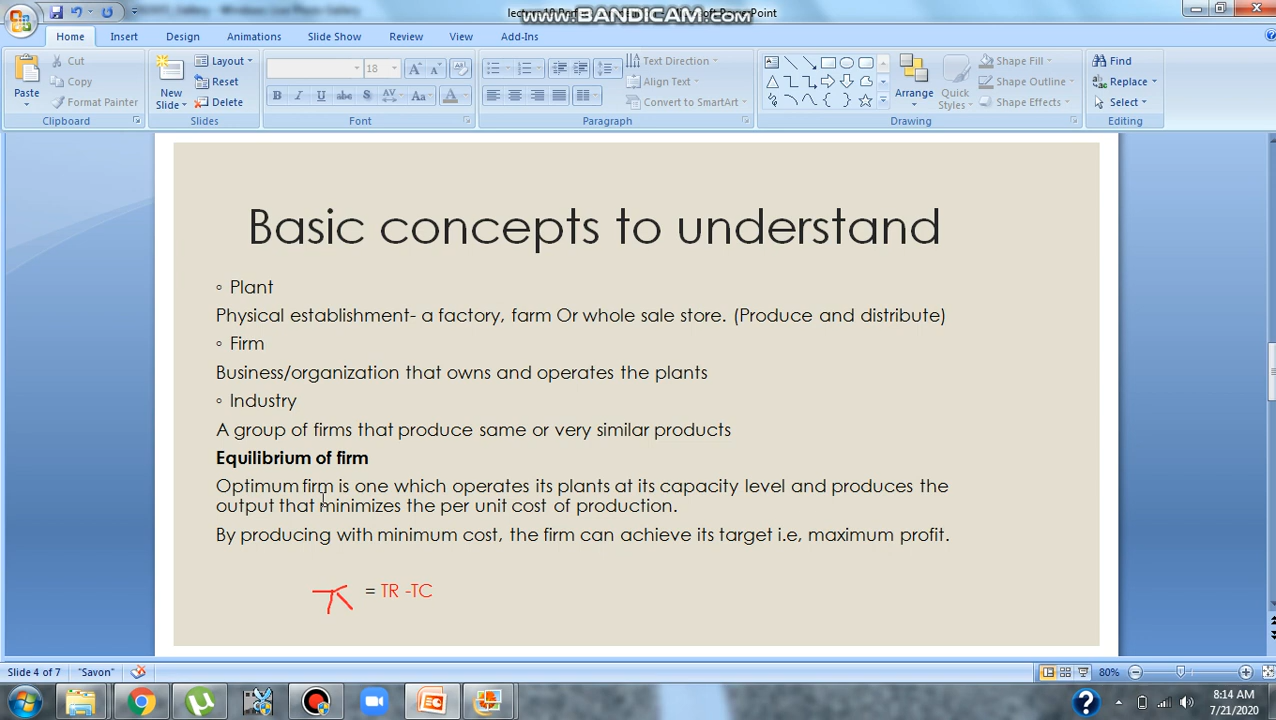 www.BANDICAM.com
Home Insert Design Slide Show Animations Review View Add-Ins
Cut
Copy
Format Painter
Paste
Clipboard
New Slide
Layout
Reset
Delete
Slides
18
Font
Text Direction
Align Text
Convert to SmartArt
Paragraph
Arrange
Quick Styles
Shape Fill
Shape Outline
Shape Effects
Drawing
Find
Replace
Select
Editing
Basic concepts to understand
◦ Plant
Physical establishment- a factory, farm Or whole sale store. (Produce and distribute)
◦ Firm
Business/organization that owns and operates the plants
◦ Industry
A group of firms that produce same or very similar products
Equilibrium of firm
Optimum firm is one which operates its plants at its capacity level and produces the
output that minimizes the per unit cost of production.
By producing with minimum cost, the firm can achieve its target i.e, maximum profit.
π = TR -TC
Slide 4 of 7 "Savon" 80%
8:14 AM
7/21/2020